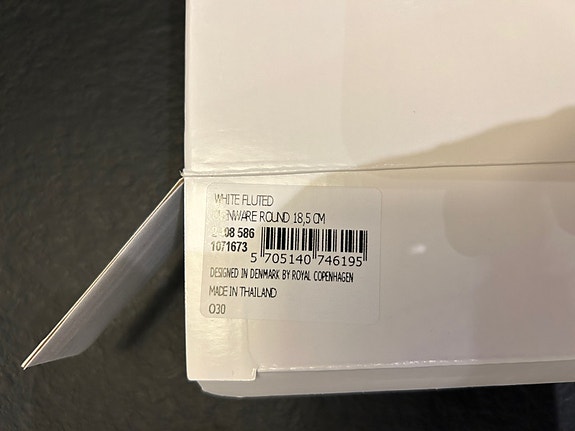 WHITE FLUTED
ROUND 18,5 CM
08 586
1071673
5 705140 746195
DESIGNED IN DENMARK BY ROYAL COPENHAGEN
MADE IN THAILAND
O30